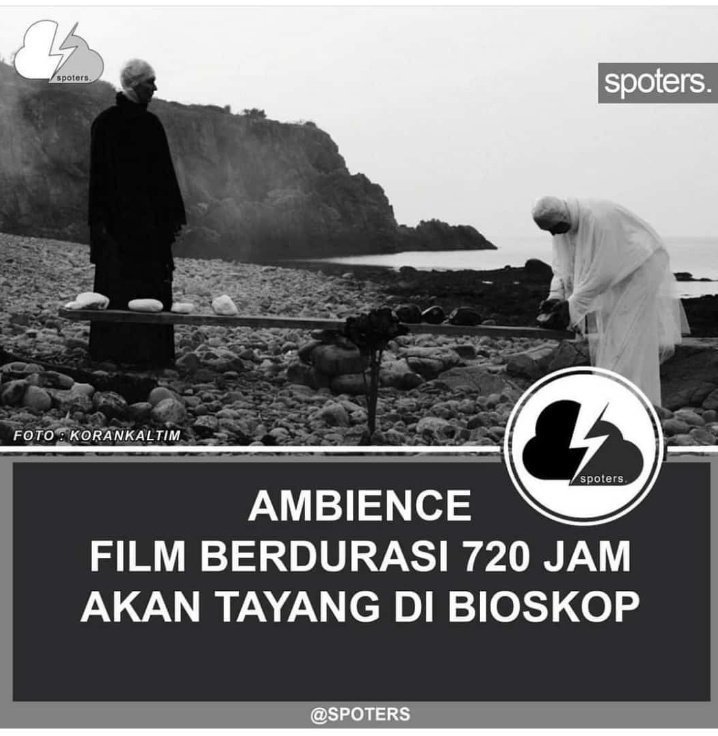 spoters.
spoters.
FOTO : KORANKALTIM
spoters.
AMBIENCE
FILM BERDURASI 720 JAM
AKAN TAYANG DI BIOSKOP
@SPOTERS